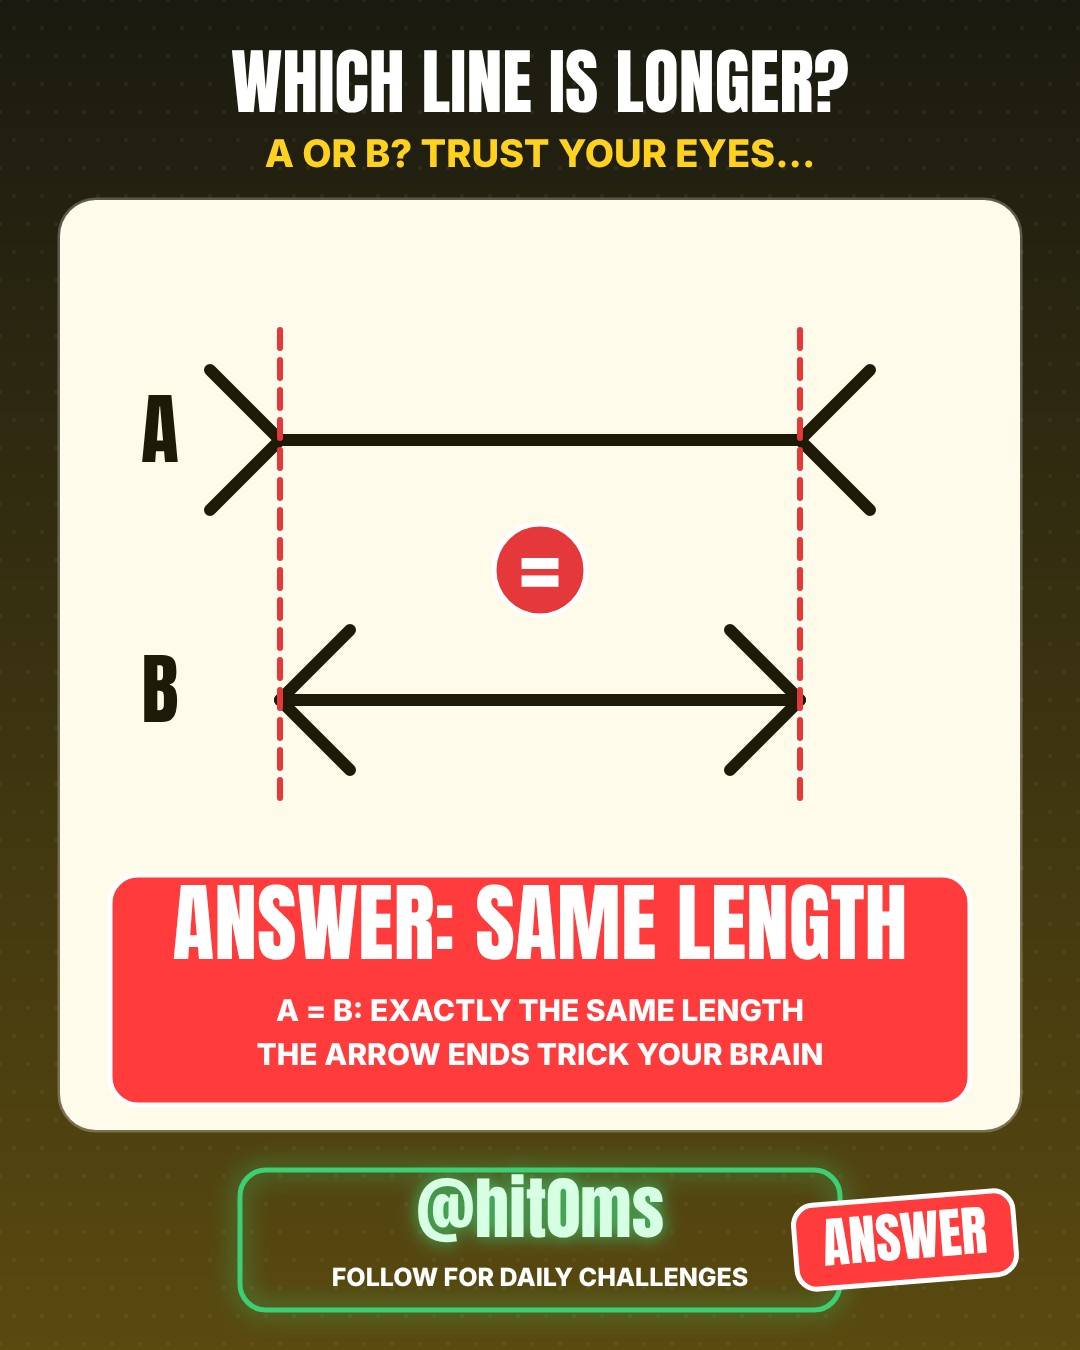 WHICH LINE IS LONGER?
A OR B? TRUST YOUR EYES...
A
=
B
ANSWER: SAME LENGTH
A = B: EXACTLY THE SAME LENGTH
THE ARROW ENDS TRICK YOUR BRAIN
@hit0ms
FOLLOW FOR DAILY CHALLENGES
ANSWER